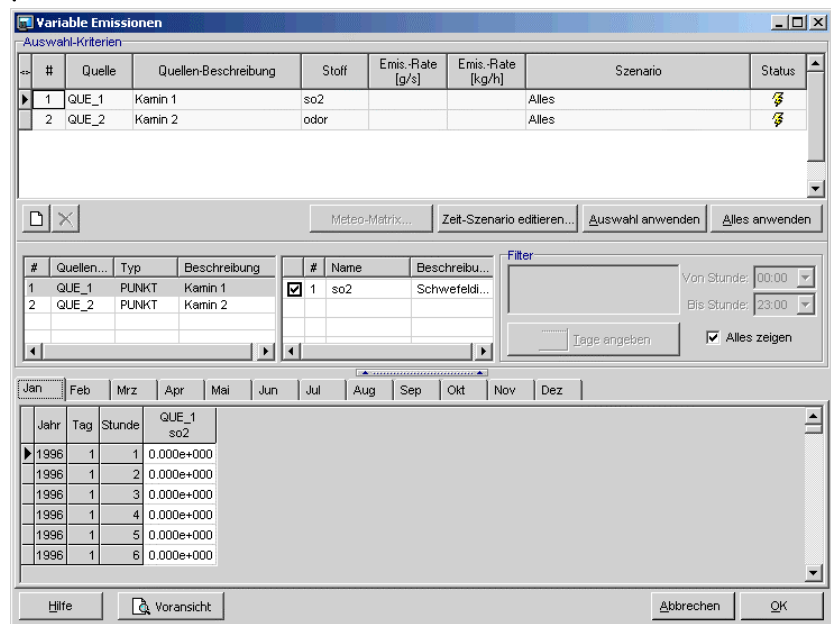 Variable Emissionen
Auswahl-Kriterien
<=> # Quelle Quellen-Beschreibung Stoff Emis.-Rate [g/s] Emis.-Rate [kg/h] Szenario Status
1 QUE_1 Kamin 1 so2 Alles
2 QUE_2 Kamin 2 odor Alles
Meteo-Matrix... Zeit-Szenario editieren... Auswahl anwenden Alles anwenden
# Quellen... Typ Beschreibung
1 QUE_1 PUNKT Kamin 1
2 QUE_2 PUNKT Kamin 2
# Name Beschreibu...
1 so2 Schwefeldi...
Filter
Von Stunde: 00:00
Bis Stunde: 23:00
Tage angeben Alles zeigen
Jan Feb Mrz Apr Mai Jun Jul Aug Sep Okt Nov Dez
Jahr Tag Stunde QUE_1 so2
1996 1 1 0.000e+000
1996 1 2 0.000e+000
1996 1 3 0.000e+000
1996 1 4 0.000e+000
1996 1 5 0.000e+000
1996 1 6 0.000e+000
Hilfe Voransicht Abbrechen OK